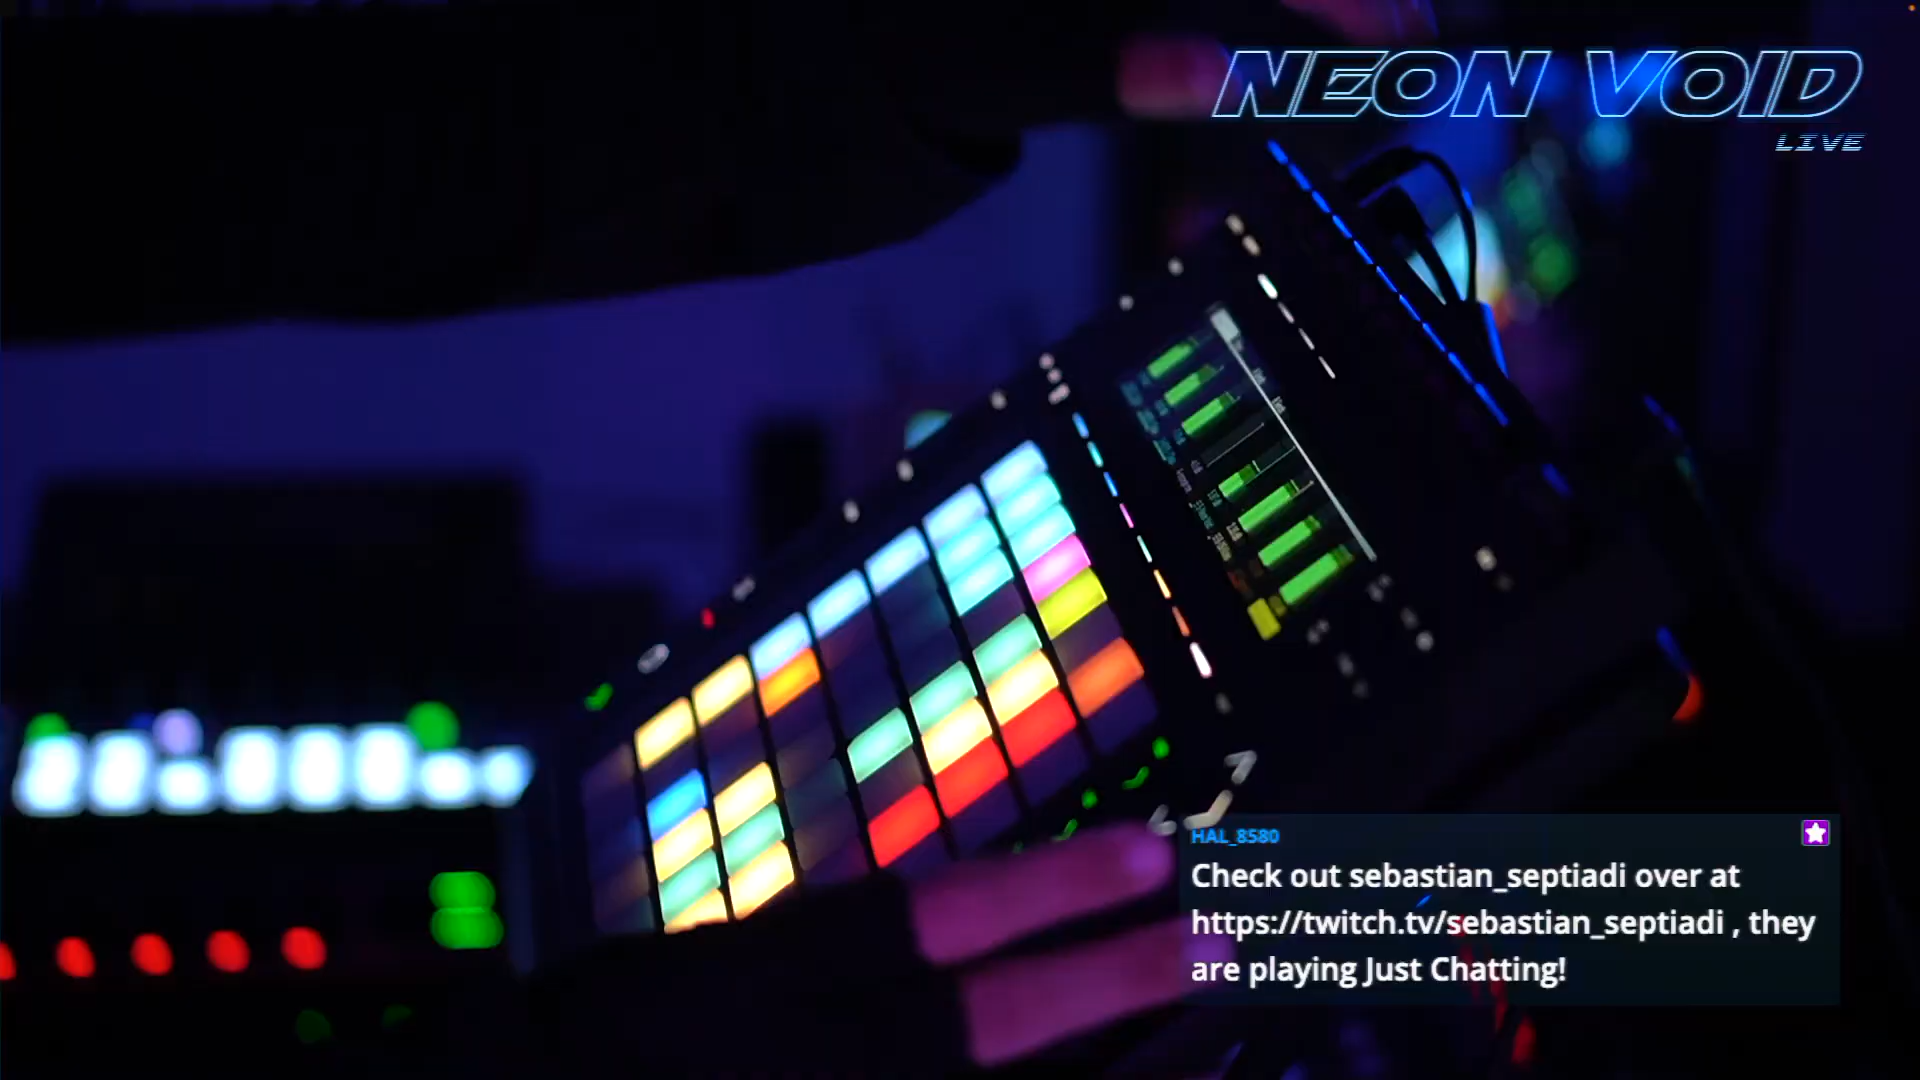 NEON VOID
LIVE
HAL_8580
Check out sebastian_septiadi over at
https://twitch.tv/sebastian_septiadi , they
are playing Just Chatting!